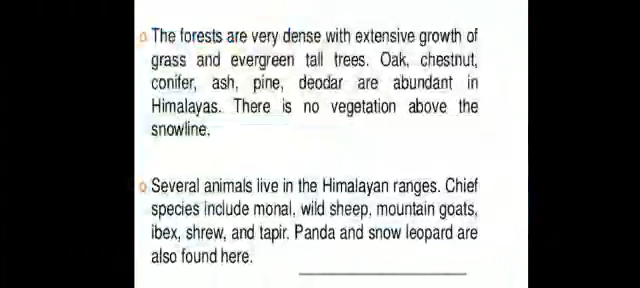 The forests are very dense with extensive growth of
grass and evergreen tall trees. Oak, chestnut,
conifer, ash, pine, deodar are abundant in
Himalayas. There is no vegetation above the
snowline.
Several animals live in the Himalayan ranges. Chief
species include monal, wild sheep, mountain goats,
ibex, shrew, and tapir. Panda and snow leopard are
also found here.